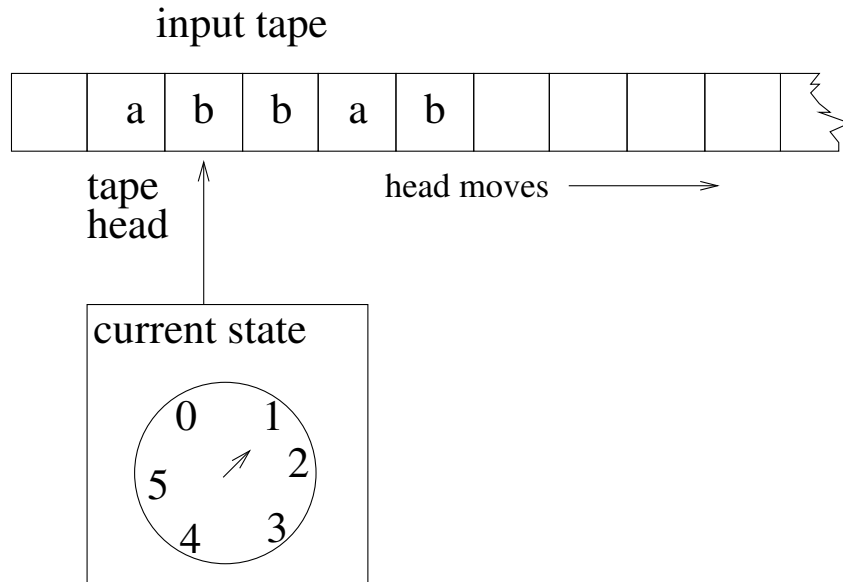 input tape
a b b a b
tape
head
head moves
current state
0 1
5 2
4 3